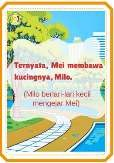 Ternyata, Mei membawa
kucingnya, Milo.
(Milo berlari-lari kecil
mengejar Mei)